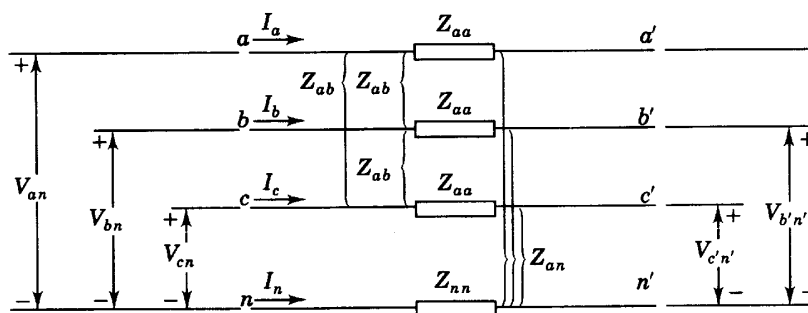 a I_a Z_aa a′
+ Z_ab Z_ab
b I_b Z_aa b′
+ +
Z_ab
V_an c I_c Z_aa c′
V_bn + + V_b′n′
V_cn Z_an V_c′n′
− − − n I_n Z_nn n′ − −